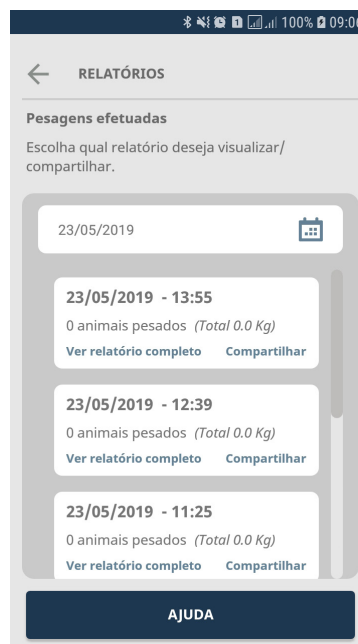 100% 09:06
RELATÓRIOS
Pesagens efetuadas
Escolha qual relatório deseja visualizar/
compartilhar.
23/05/2019
23/05/2019 - 13:55
0 animais pesados (Total 0.0 Kg)
Ver relatório completo Compartilhar
23/05/2019 - 12:39
0 animais pesados (Total 0.0 Kg)
Ver relatório completo Compartilhar
23/05/2019 - 11:25
0 animais pesados (Total 0.0 Kg)
Ver relatório completo Compartilhar
AJUDA